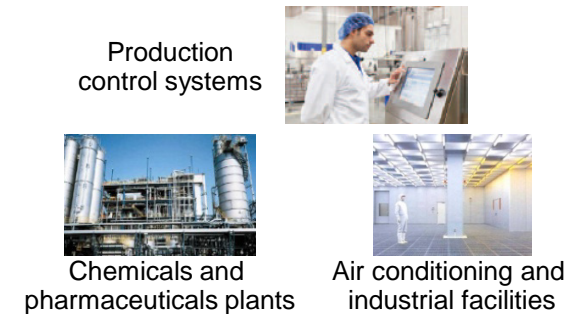 Production
control systems
Chemicals and
pharmaceuticals plants
Air conditioning and
industrial facilities